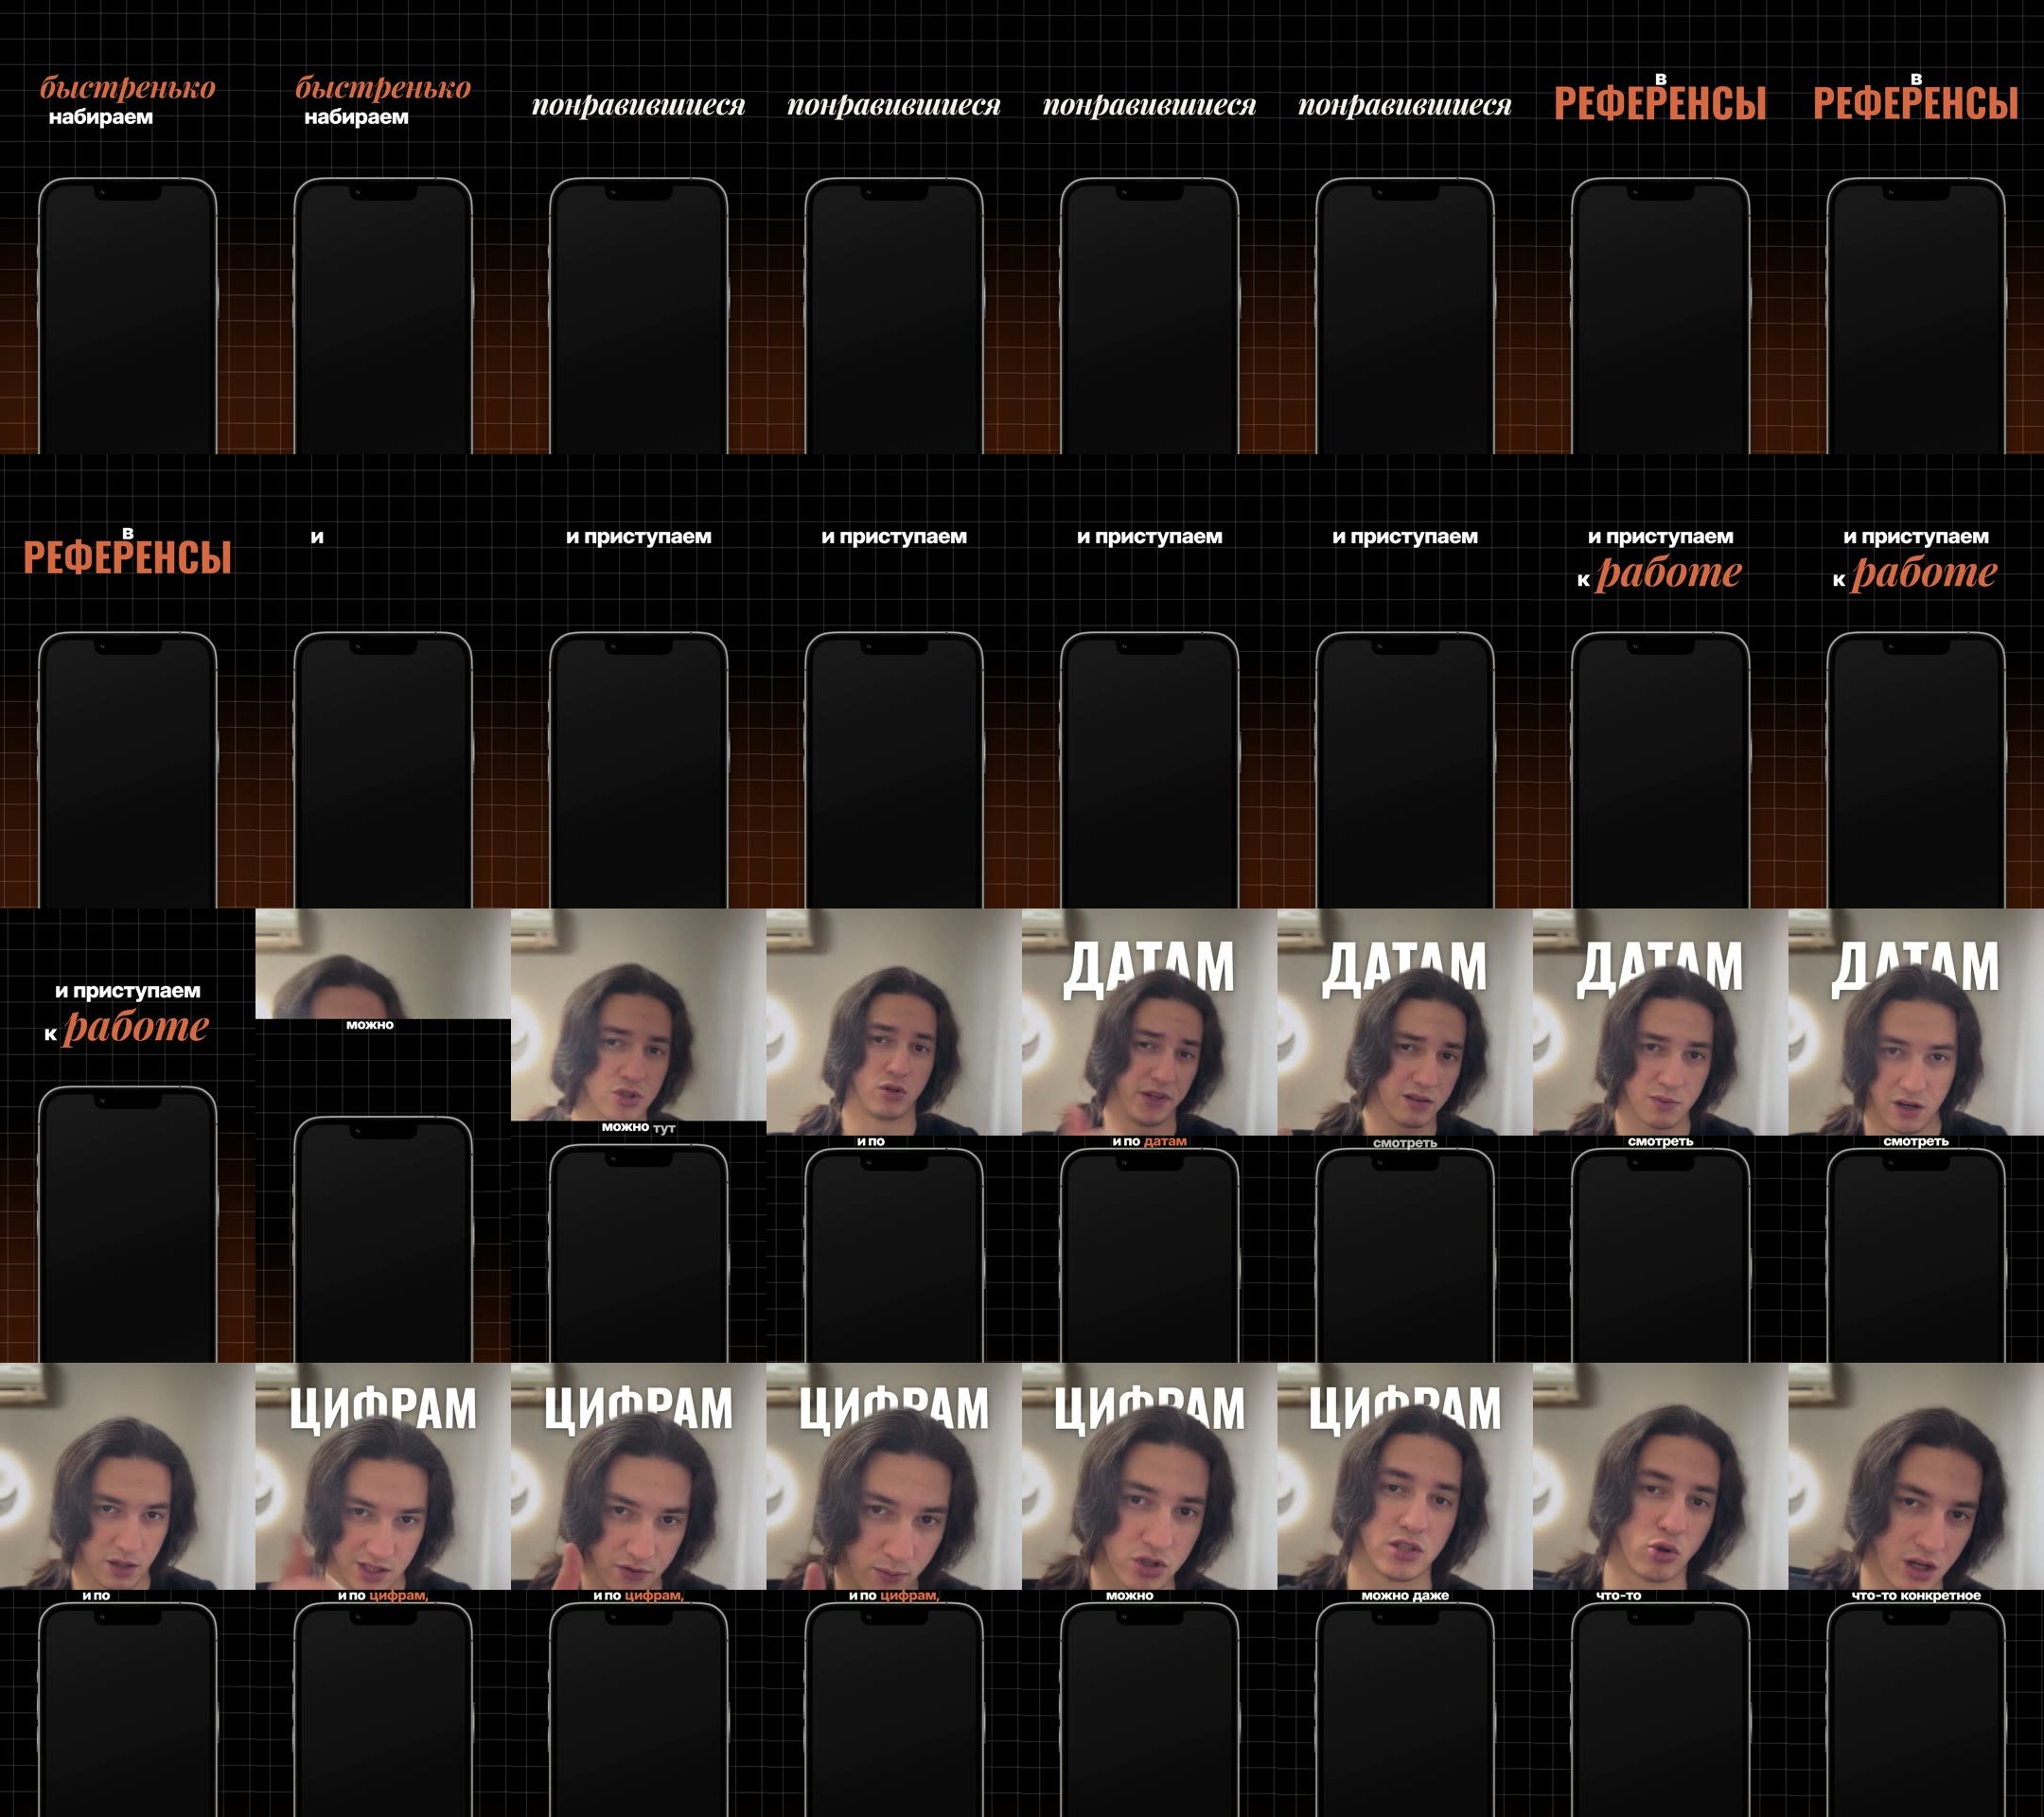 быстренько
набираем
быстренько
набираем
понравившиеся
понравившиеся
понравившиеся
понравившиеся
в
РЕФЕРЕНСЫ
в
РЕФЕРЕНСЫ
в
РЕФЕРЕНСЫ
и
и приступаем
и приступаем
и приступаем
и приступаем
и приступаем
к работе
и приступаем
к работе
и приступаем
к работе
можно
можно тут
и по
ДАТАМ
и по датам
ДАТАМ
смотреть
ДАТАМ
смотреть
ДАТАМ
смотреть
и по
ЦИФРАМ
и по цифрам,
ЦИФРАМ
и по цифрам,
ЦИФРАМ
и по цифрам,
ЦИФРАМ
можно
ЦИФРАМ
можно даже
что-то
что-то конкретное